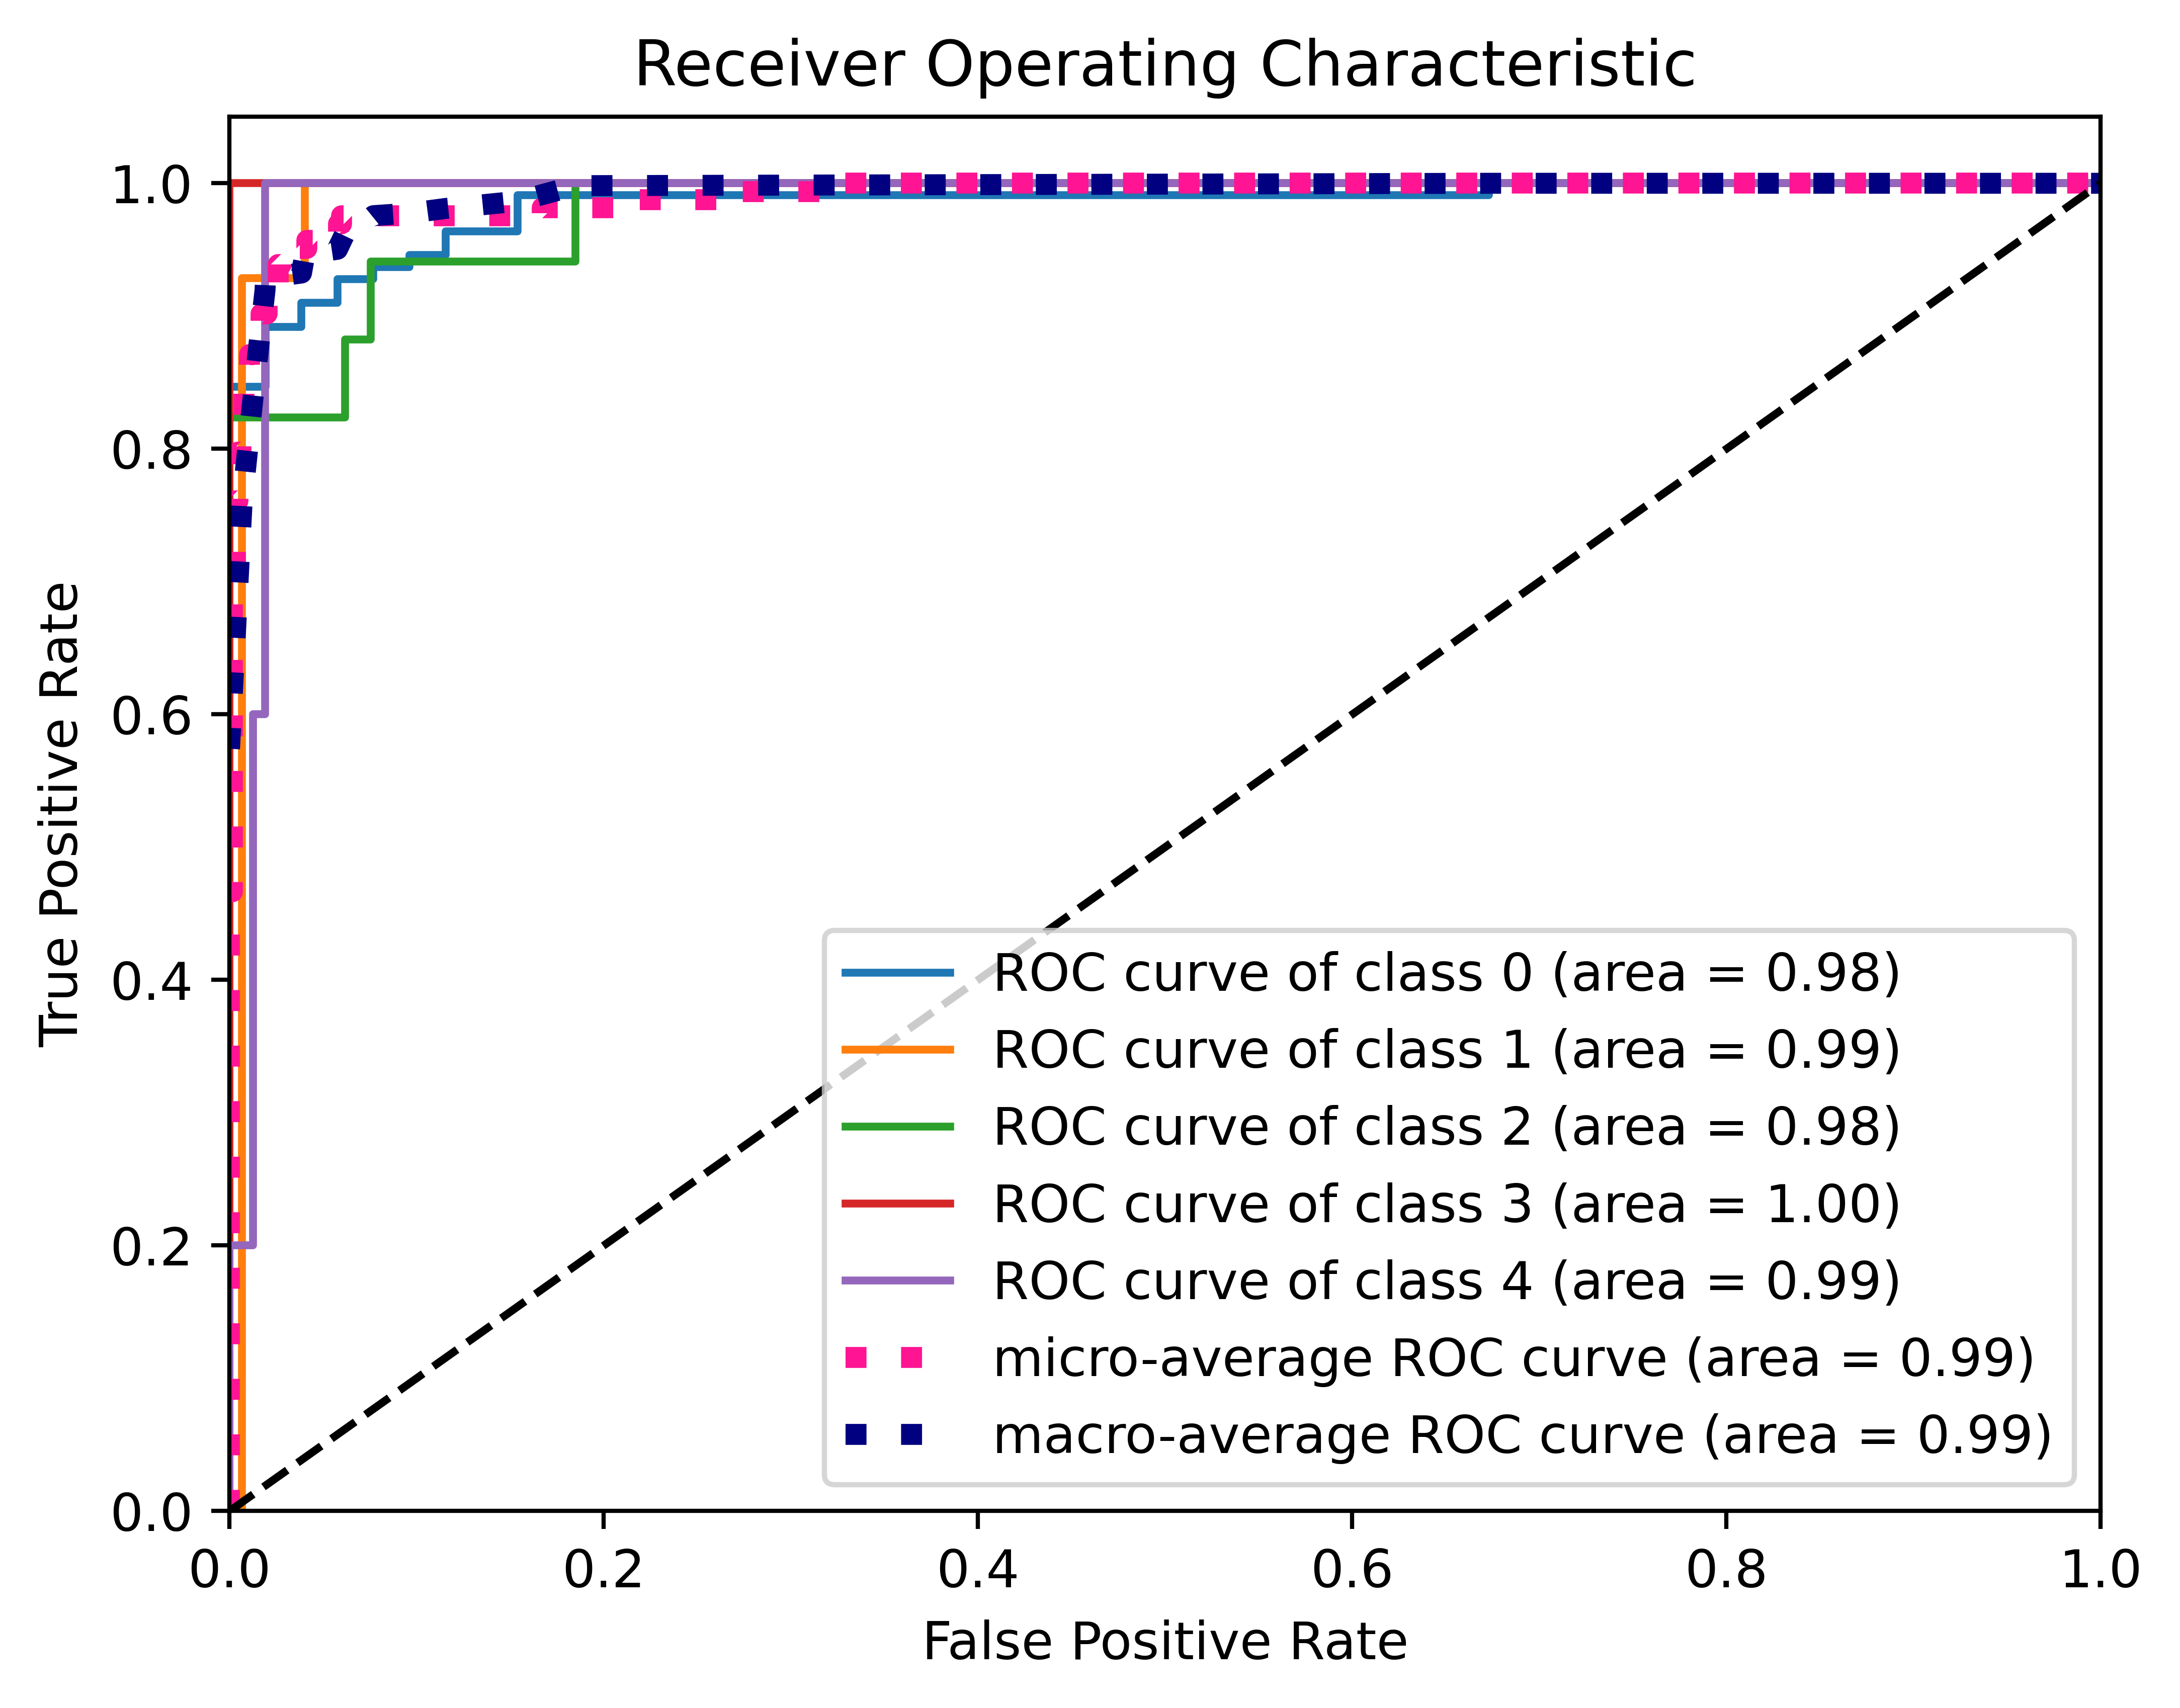 Receiver Operating Characteristic
1.0
0.8
0.6
0.4
0.2
0.0
True Positive Rate
ROC curve of class 0 (area = 0.98)
ROC curve of class 1 (area = 0.99)
ROC curve of class 2 (area = 0.98)
ROC curve of class 3 (area = 1.00)
ROC curve of class 4 (area = 0.99)
micro-average ROC curve (area = 0.99)
macro-average ROC curve (area = 0.99)
0.0 0.2 0.4 0.6 0.8 1.0
False Positive Rate